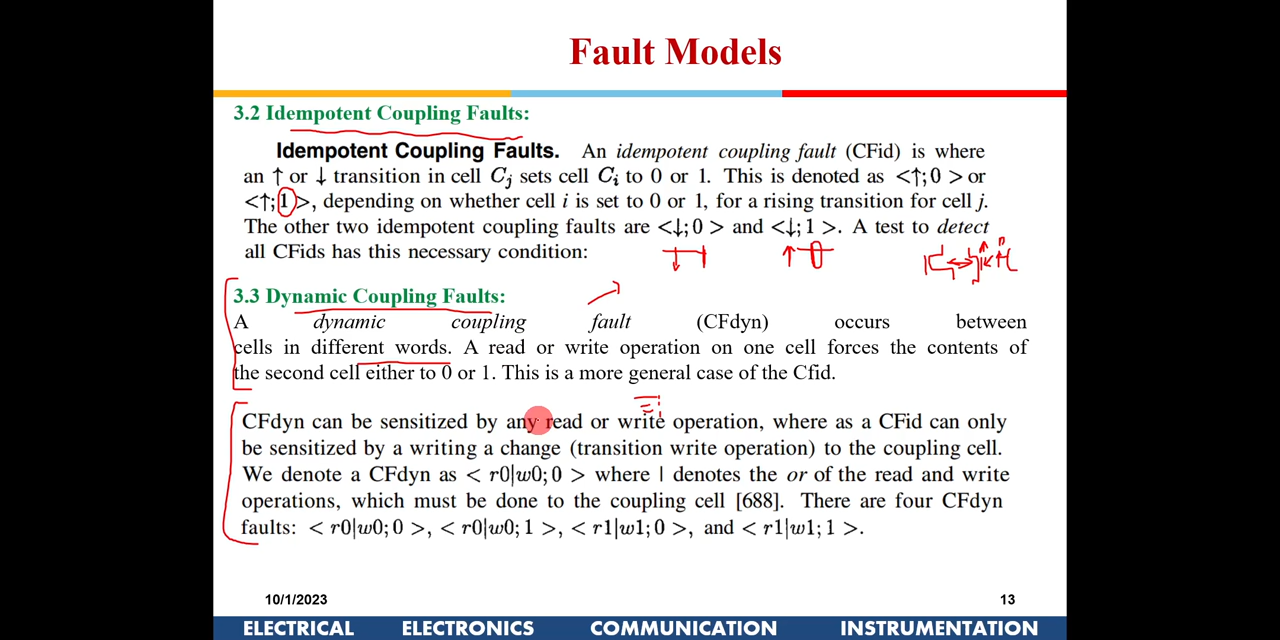 Fault Models
3.2 Idempotent Coupling Faults:
Idempotent Coupling Faults. An idempotent coupling fault (CFid) is where
an ↑ or ↓ transition in cell Cj sets cell Ci to 0 or 1. This is denoted as <↑;0> or
<↑;1>, depending on whether cell i is set to 0 or 1, for a rising transition for cell j.
The other two idempotent coupling faults are <↓;0> and <↓;1>. A test to detect
all CFids has this necessary condition:
3.3 Dynamic Coupling Faults:
A dynamic coupling fault (CFdyn) occurs between
cells in different words. A read or write operation on one cell forces the contents of
the second cell either to 0 or 1. This is a more general case of the Cfid.
CFdyn can be sensitized by any read or write operation, where as a CFid can only
be sensitized by a writing a change (transition write operation) to the coupling cell.
We denote a CFdyn as < r0|w0; 0 > where | denotes the or of the read and write
operations, which must be done to the coupling cell [688]. There are four CFdyn
faults: < r0|w0; 0 >, < r0|w0; 1 >, < r1|w1; 0 >, and < r1|w1; 1 >.
10/1/2023 13
ELECTRICAL ELECTRONICS COMMUNICATION INSTRUMENTATION